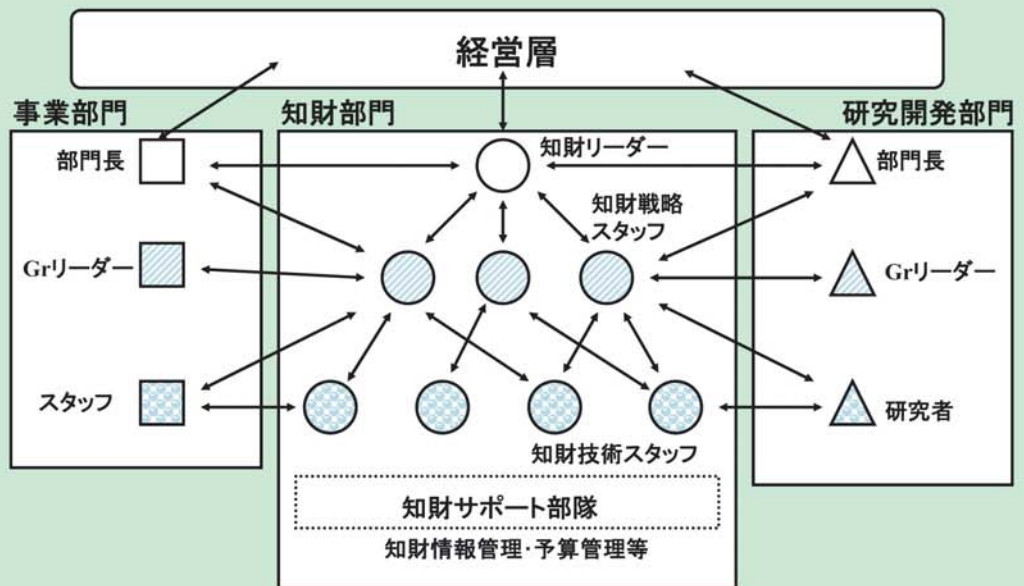 経営層
事業部門
知財部門
研究開発部門
部門長
知財リーダー
部門長
知財戦略
スタッフ
Grリーダー
Grリーダー
スタッフ
研究者
知財技術スタッフ
知財サポート部隊
知財情報管理・予算管理等